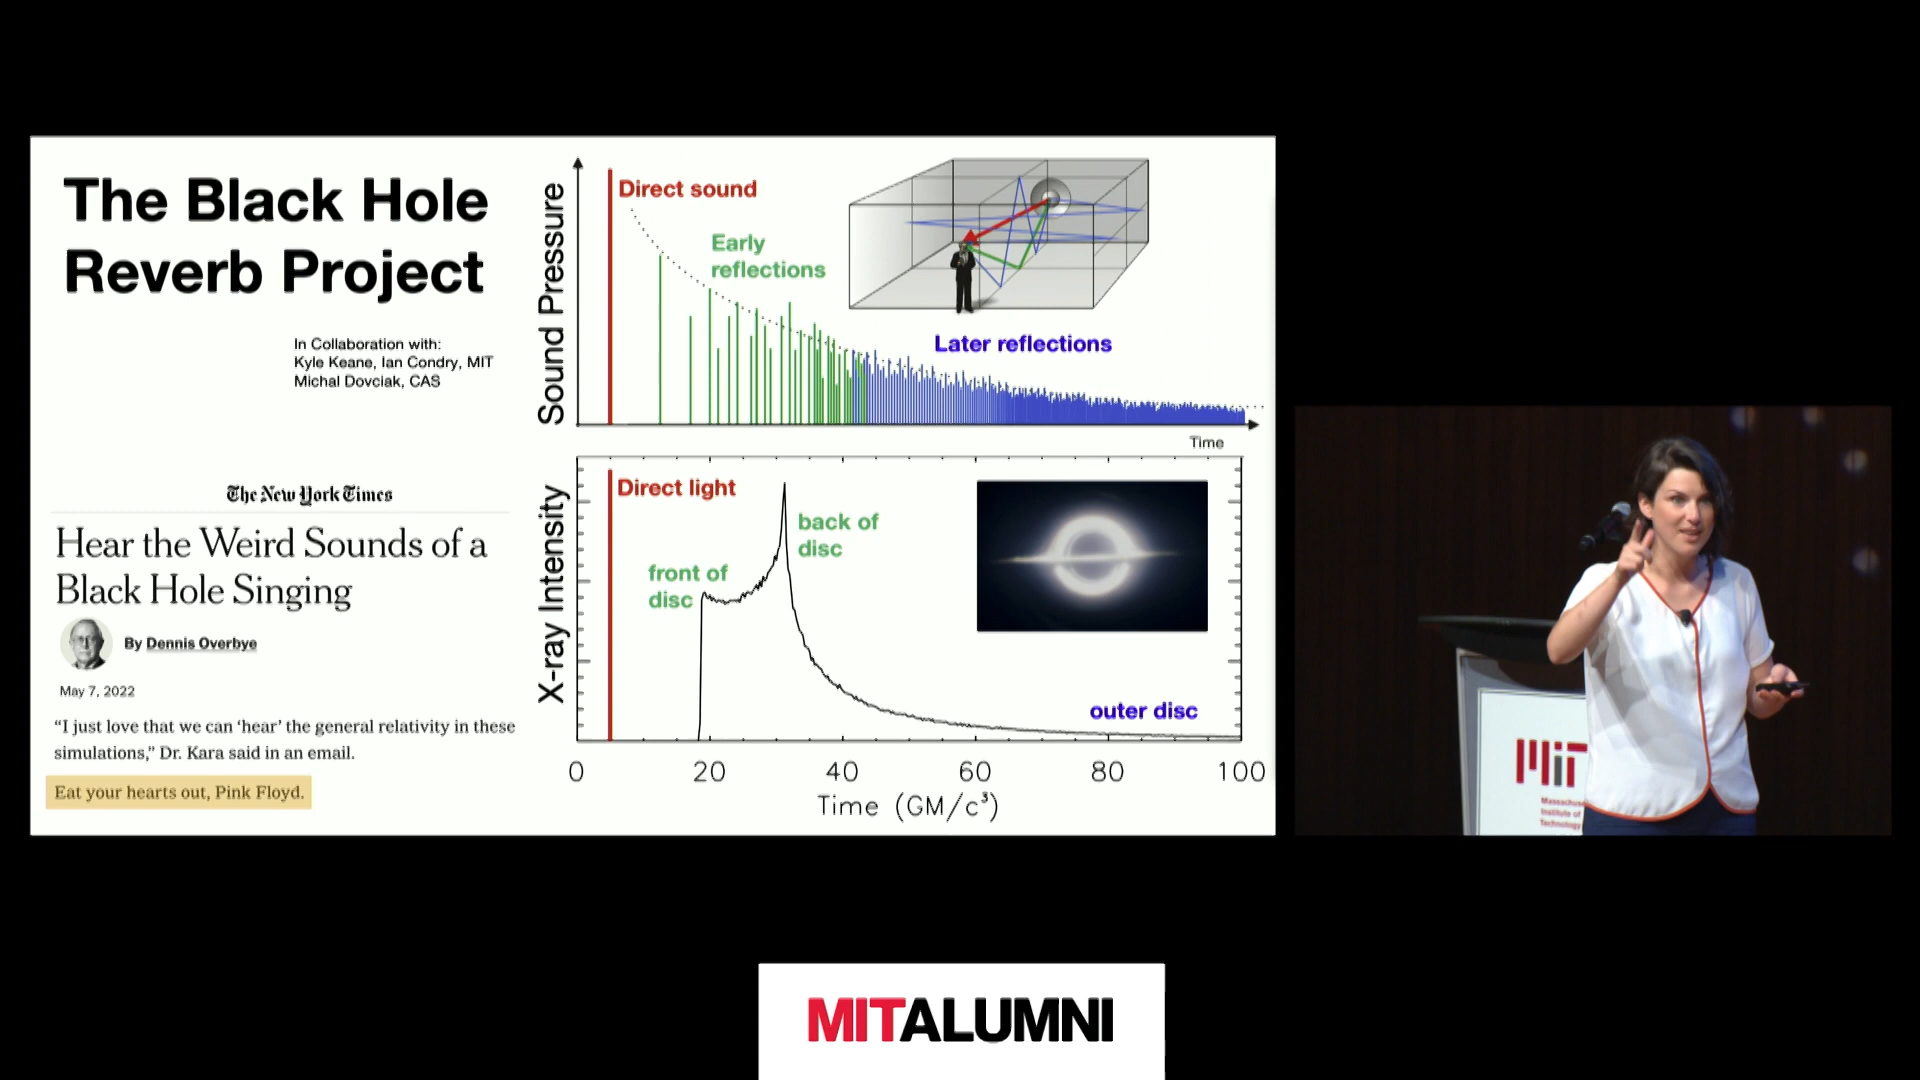 The Black Hole
Reverb Project
In Collaboration with:
Kyle Keane, Ian Condry, MIT
Michal Dovciak, CAS
The New York Times
Hear the Weird Sounds of a
Black Hole Singing
By Dennis Overbye
May 7, 2022
“I just love that we can ‘hear’ the general relativity in these
simulations,” Dr. Kara said in an email.
Eat your hearts out, Pink Floyd.
Sound Pressure
Direct sound
Early
reflections
Later reflections
Time
X-ray Intensity
Direct light
front of
disc
back of
disc
outer disc
0 20 40 60 80 100
Time (GM/c³)
MIT
Massachuse
Institute of
Technology
MITALUMNI